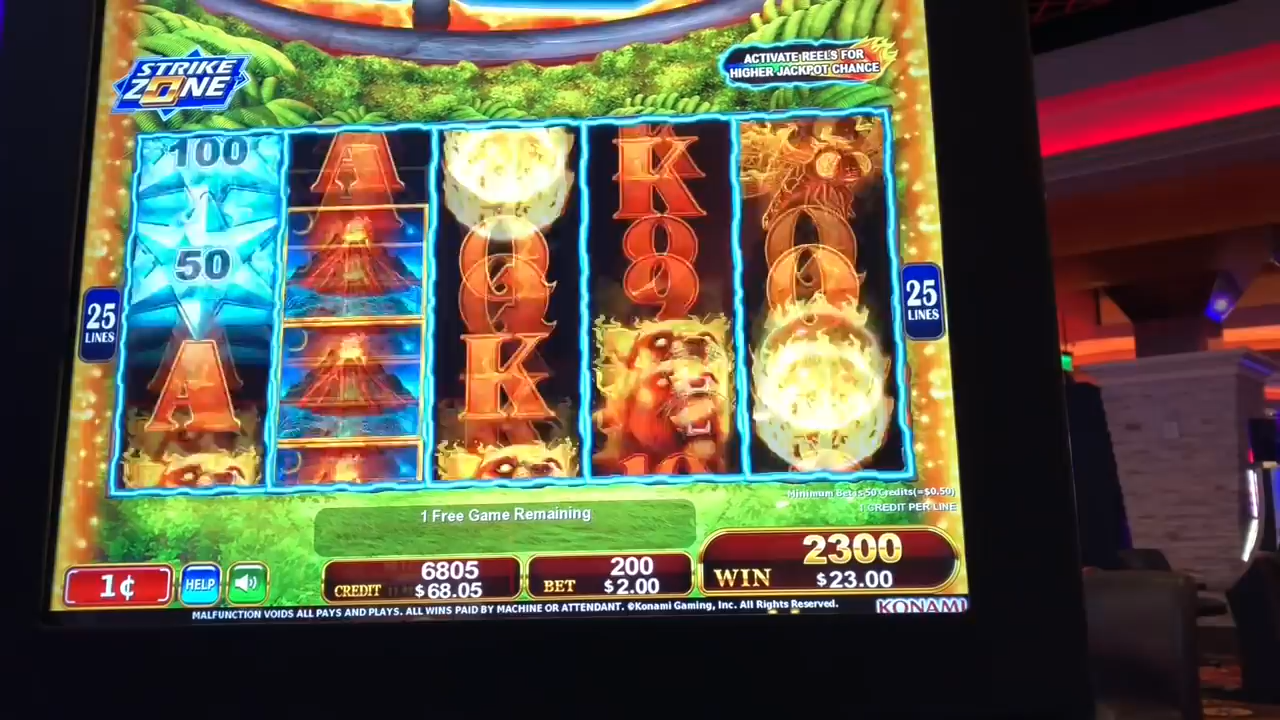 STRIKE
ZONE
ACTIVATE REELS FOR
HIGHER JACKPOT CHANCE
100
50
A
A
Q
K
K
9
10
Q
25
LINES
25
LINES
Minimum Bet=50 Credits(=$0.50)
1 CREDIT PER LINE
1 Free Game Remaining
1¢
HELP
CREDIT
6805
$68.05
BET
200
$2.00
WIN
2300
$23.00
MALFUNCTION VOIDS ALL PAYS AND PLAYS. ALL WINS PAID BY MACHINE OR ATTENDANT. ©Konami Gaming, Inc. All Rights Reserved.
KONAMI